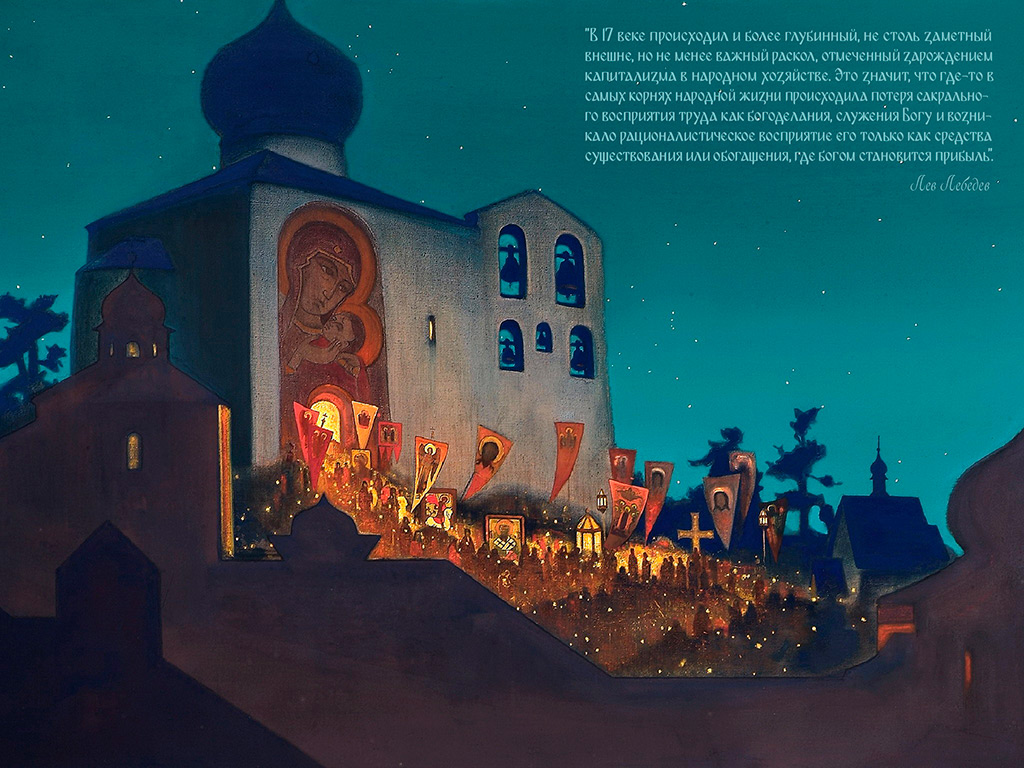 "В 17 веке происходил и более глубинный, не столь заметный
внешне, но не менее важный раскол, отмеченный зарождением
капитализма в народном хозяйстве. Это значит, что где-то в
самых корнях народной жизни происходила потеря сакрально-
го восприятия труда как богоделания, служения Богу и возни-
кало рационалистическое восприятие его только как средства
существования или обогащения, где богом становится прибыль".
Лев Лебедев